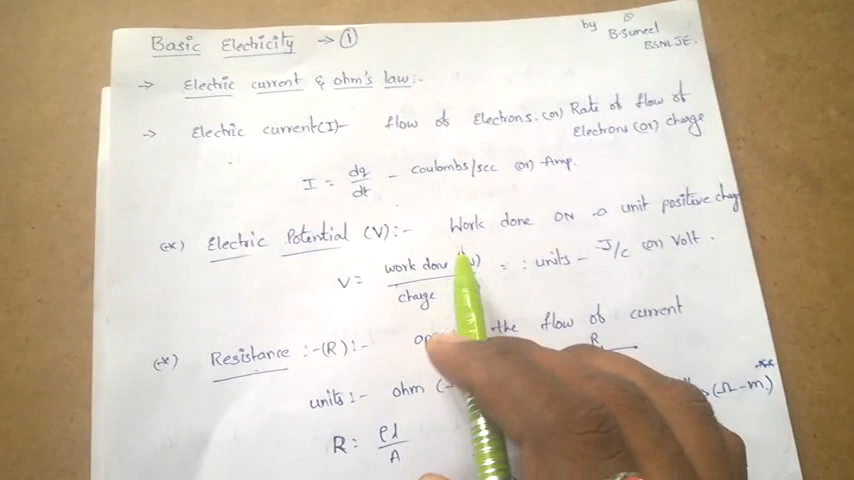 Basic Electricity → ①
by B. Suneel
BSNL JE.
→ Electric current & ohm's law:-
→ Electric current(I)- flow of Electrons. (or) Rate of flow of
Electrons (or) charge
I = dq/dt - coulombs/sec (or) Amp.
(*) Electric Potential (V):- Work done ON a unit positive charge
V = work done / charge = : units - J/C (or) Volt.
(*) Resistance :-(R):- the flow of current
R
units:- ohm ( (Ω-m)
R = ρl/A